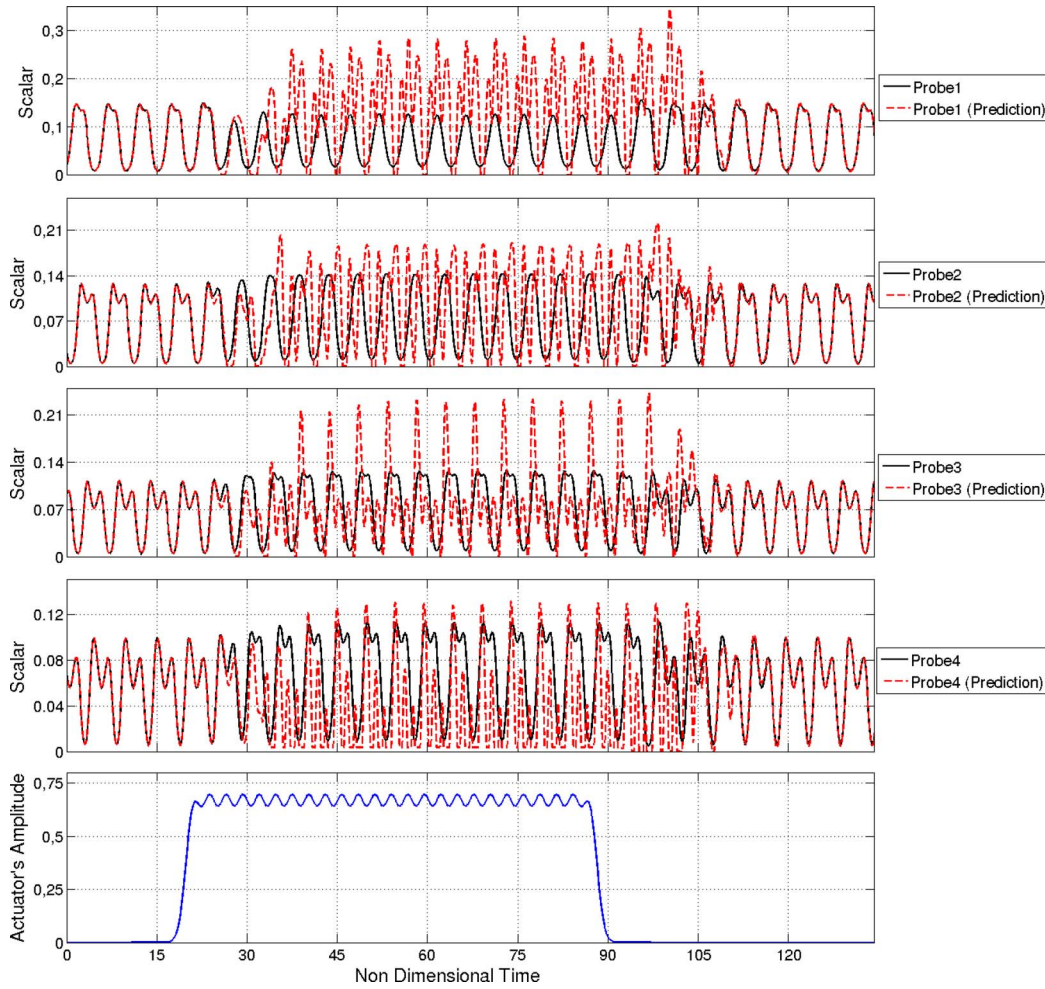 0,3
0,2
0,1
0
Scalar
Probe1
Probe1 (Prediction)
0,21
0,14
0,07
0
Scalar
Probe2
Probe2 (Prediction)
0.21
0.14
0.07
0
Scalar
Probe3
Probe3 (Prediction)
0.12
0.08
0.04
0
Scalar
Probe4
Probe4 (Prediction)
0,75
0,5
0,25
0
Actuator's Amplitude
0 15 30 45 60 75 90 105 120
Non Dimensional Time